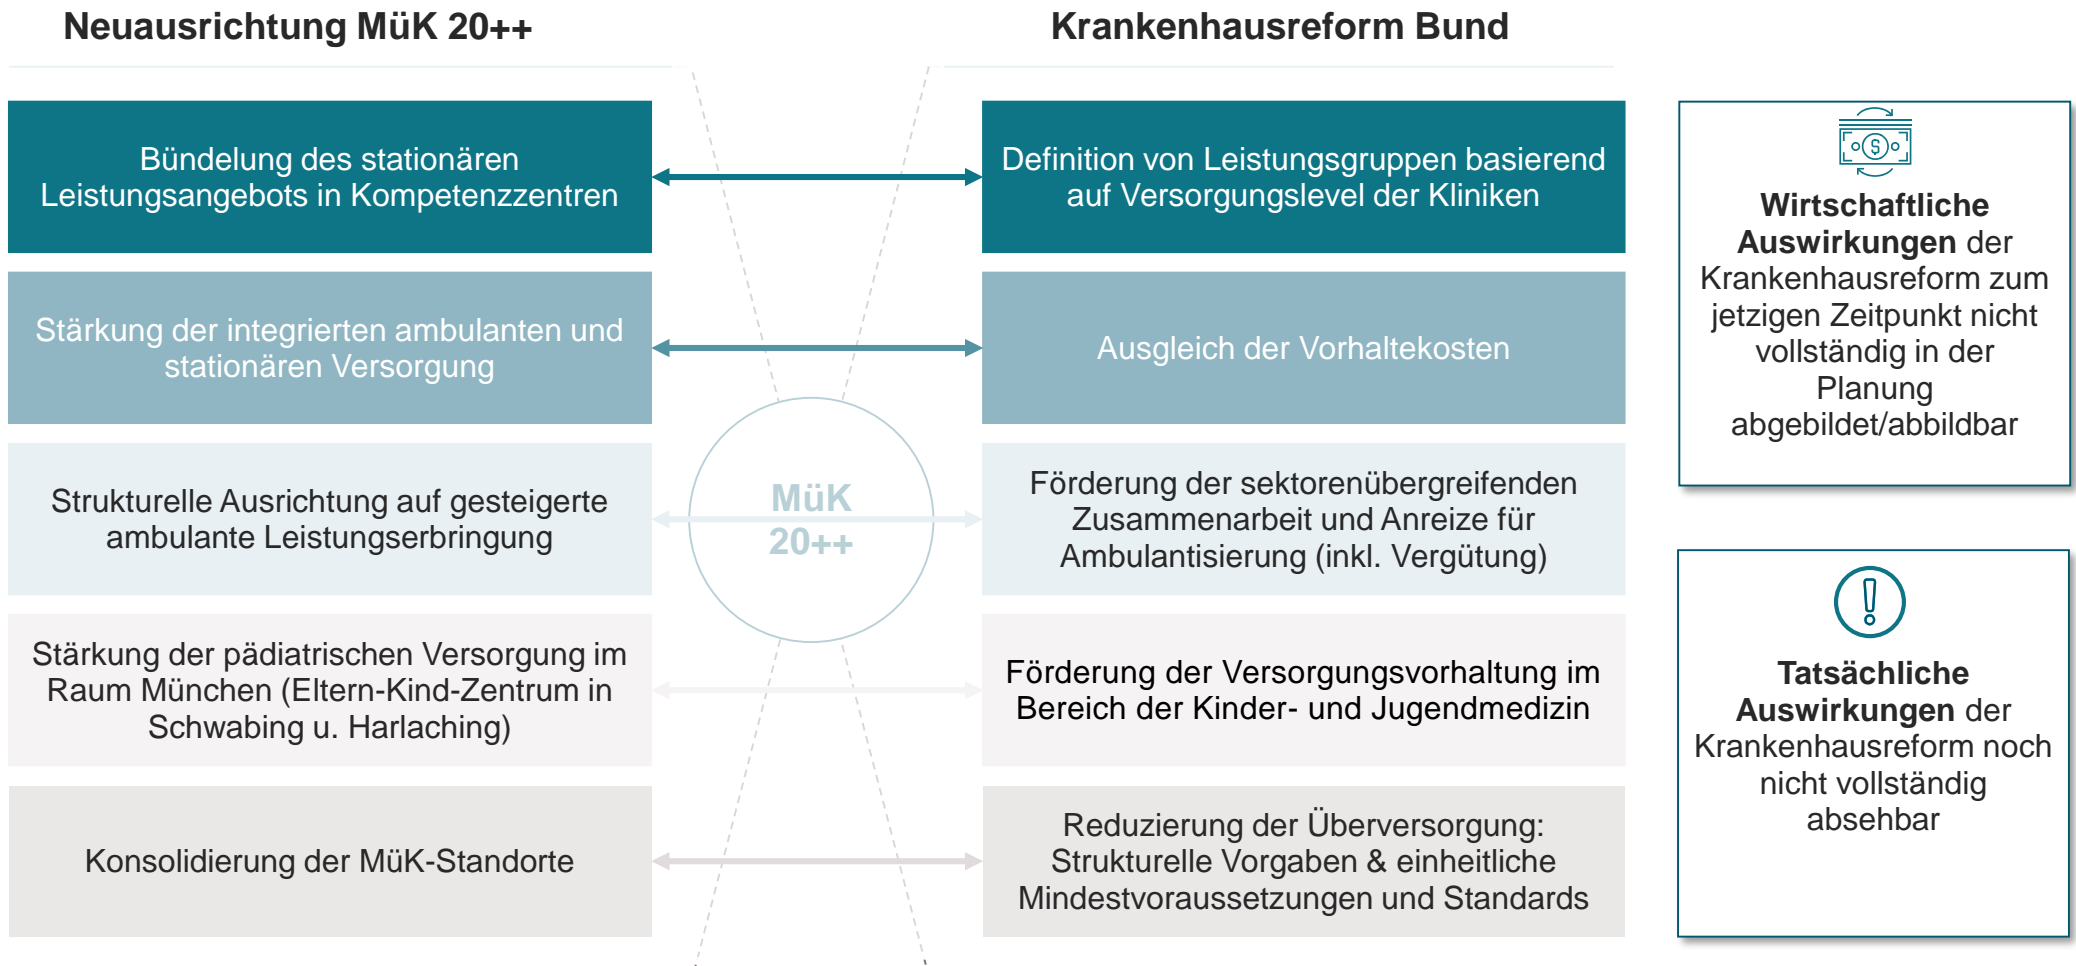 Neuausrichtung MüK 20++
Krankenhausreform Bund
Bündelung des stationären
Leistungsangebots in Kompetenzzentren
Definition von Leistungsgruppen basierend
auf Versorgungslevel der Kliniken
Stärkung der integrierten ambulanten und
stationären Versorgung
Ausgleich der Vorhaltekosten
Strukturelle Ausrichtung auf gesteigerte
ambulante Leistungserbringung
MüK
20++
Förderung der sektorenübergreifenden
Zusammenarbeit und Anreize für
Ambulantisierung (inkl. Vergütung)
Stärkung der pädiatrischen Versorgung im
Raum München (Eltern-Kind-Zentrum in
Schwabing u. Harlaching)
Förderung der Versorgungsvorhaltung im
Bereich der Kinder- und Jugendmedizin
Konsolidierung der MüK-Standorte
Reduzierung der Überversorgung:
Strukturelle Vorgaben & einheitliche
Mindestvoraussetzungen und Standards
$
Wirtschaftliche
Auswirkungen der
Krankenhausreform zum
jetzigen Zeitpunkt nicht
vollständig in der
Planung
abgebildet/abbildbar
Tatsächliche
Auswirkungen der
Krankenhausreform noch
nicht vollständig
absehbar